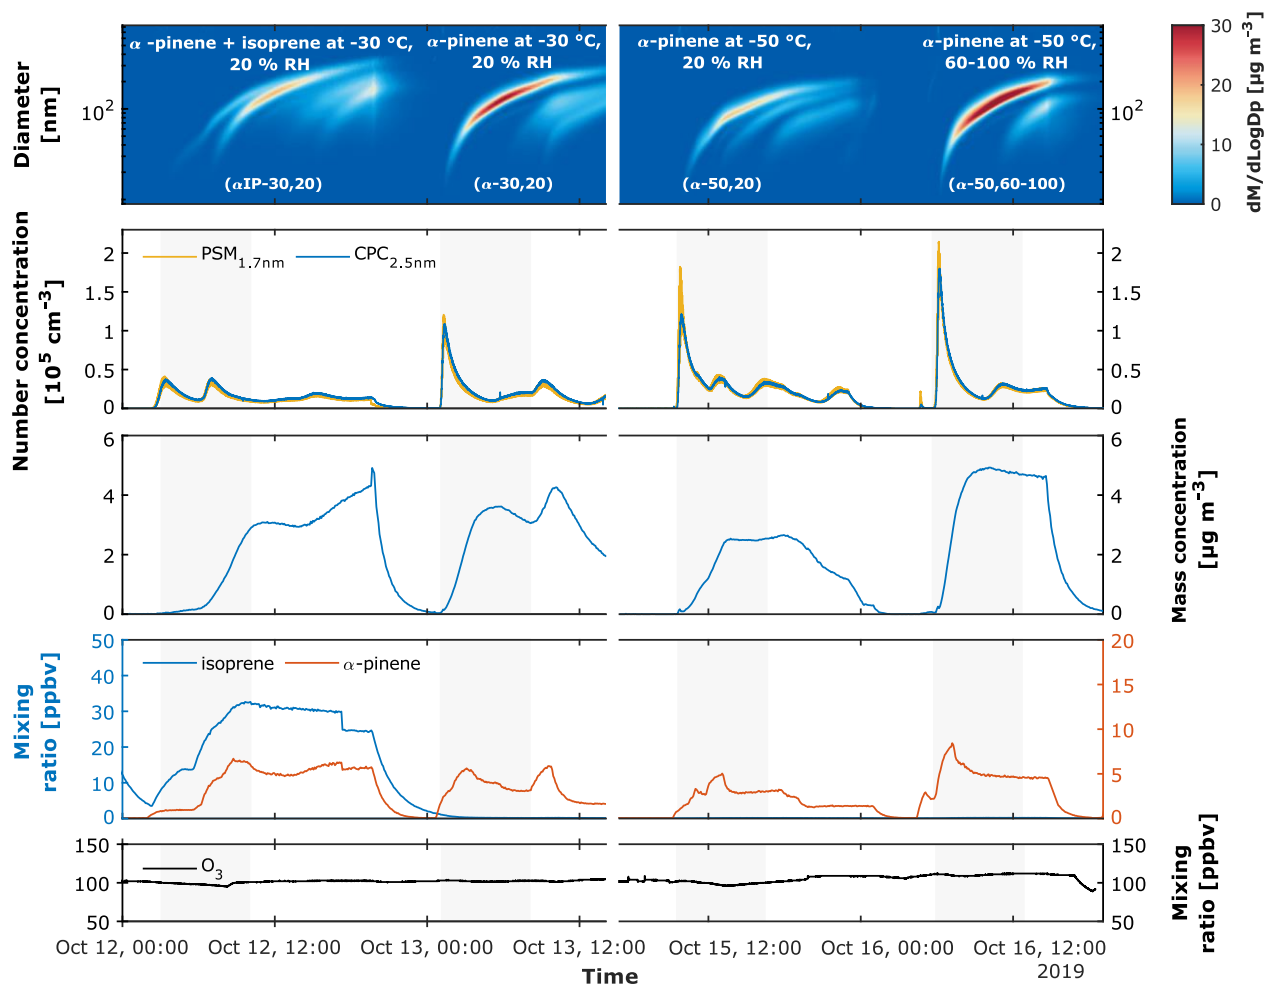 α -pinene + isoprene at -30 °C,
20 % RH
α-pinene at -30 °C,
20 % RH
α-pinene at -50 °C,
20 % RH
α-pinene at -50 °C,
60-100 % RH
(αIP-30,20)
(α-30,20)
(α-50,20)
(α-50,60-100)
Diameter
[nm]
10²
10²
30
20
10
0
dM/dLogDp [µg m⁻³]
Number concentration
[10⁵ cm⁻³]
2
1.5
1
0.5
0
PSM₁.₇ₙₘ
CPC₂.₅ₙₘ
2
1.5
1
0.5
0
6
4
2
0
6
4
2
0
Mass concentration
[µg m⁻³]
Mixing
ratio [ppbv]
50
40
30
20
10
0
isoprene
α-pinene
20
15
10
5
0
150
100
50
O₃
150
100
50
Mixing
ratio [ppbv]
Oct 12, 00:00
Oct 12, 12:00
Oct 13, 00:00
Oct 13, 12:00
Oct 15, 12:00
Oct 16, 00:00
Oct 16, 12:00
2019
Time